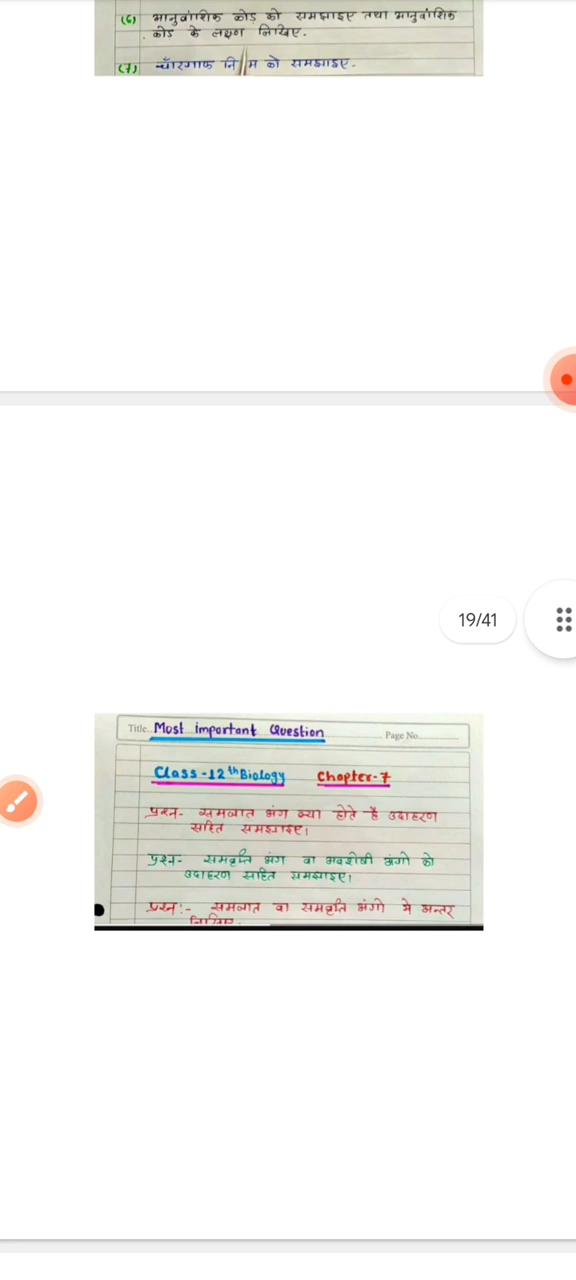 (6) आनुवांशिक कोड को समझाइए तथा आनुवांशिक
कोड के लक्षण लिखिए.
(7) चॉरगाफ नि म को समझाइए.
19/41
Title. Most important Question Page No.
Class-12th Biology Chapter-7
प्रश्न- समजात अंग क्या होते है उदाहरण
सहित समझाइए।
प्रश्न- समवृत्ति अंग वा अवशेषी अंगो को
उदाहरण सहित समझाइए।
प्रश्न:- समजात वा समवृत्ति अंगो मे अन्तर
लिखिए.